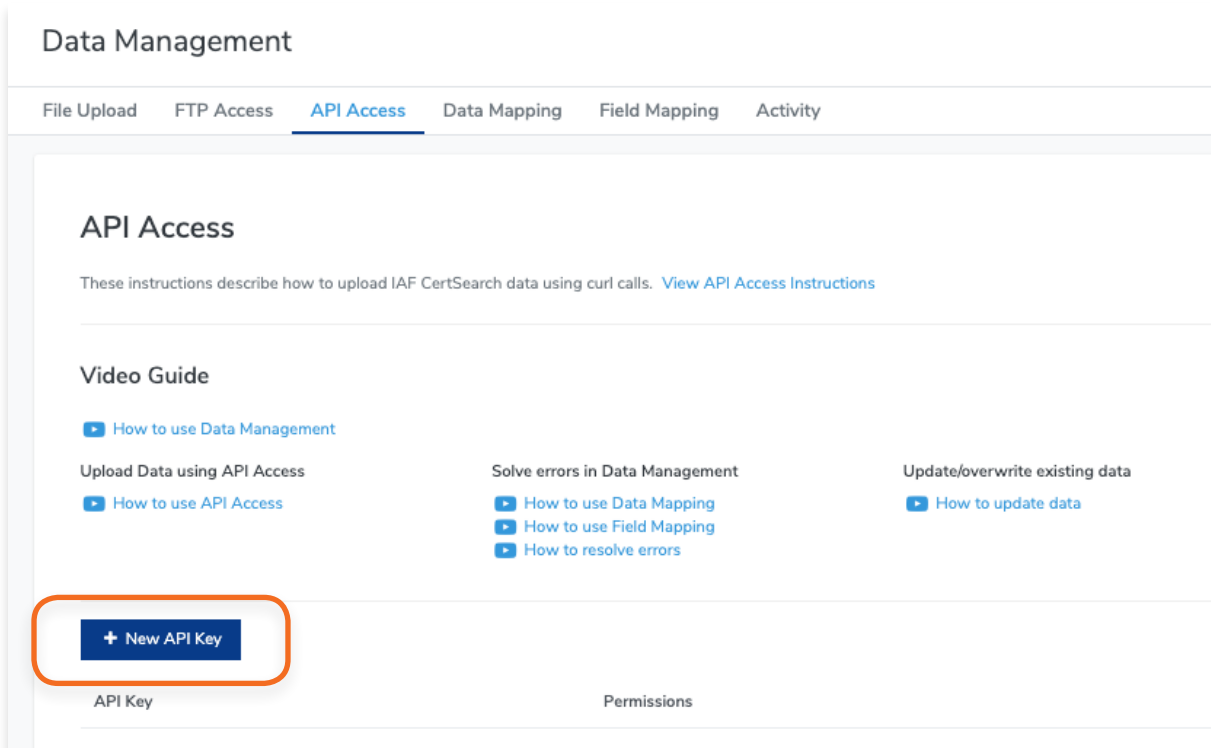 Data Management
File Upload FTP Access API Access Data Mapping Field Mapping Activity
API Access
These instructions describe how to upload IAF CertSearch data using curl calls. View API Access Instructions
Video Guide
How to use Data Management
Upload Data using API Access Solve errors in Data Management Update/overwrite existing data
How to use API Access How to use Data Mapping How to update data
How to use Field Mapping
How to resolve errors
+ New API Key
API Key Permissions